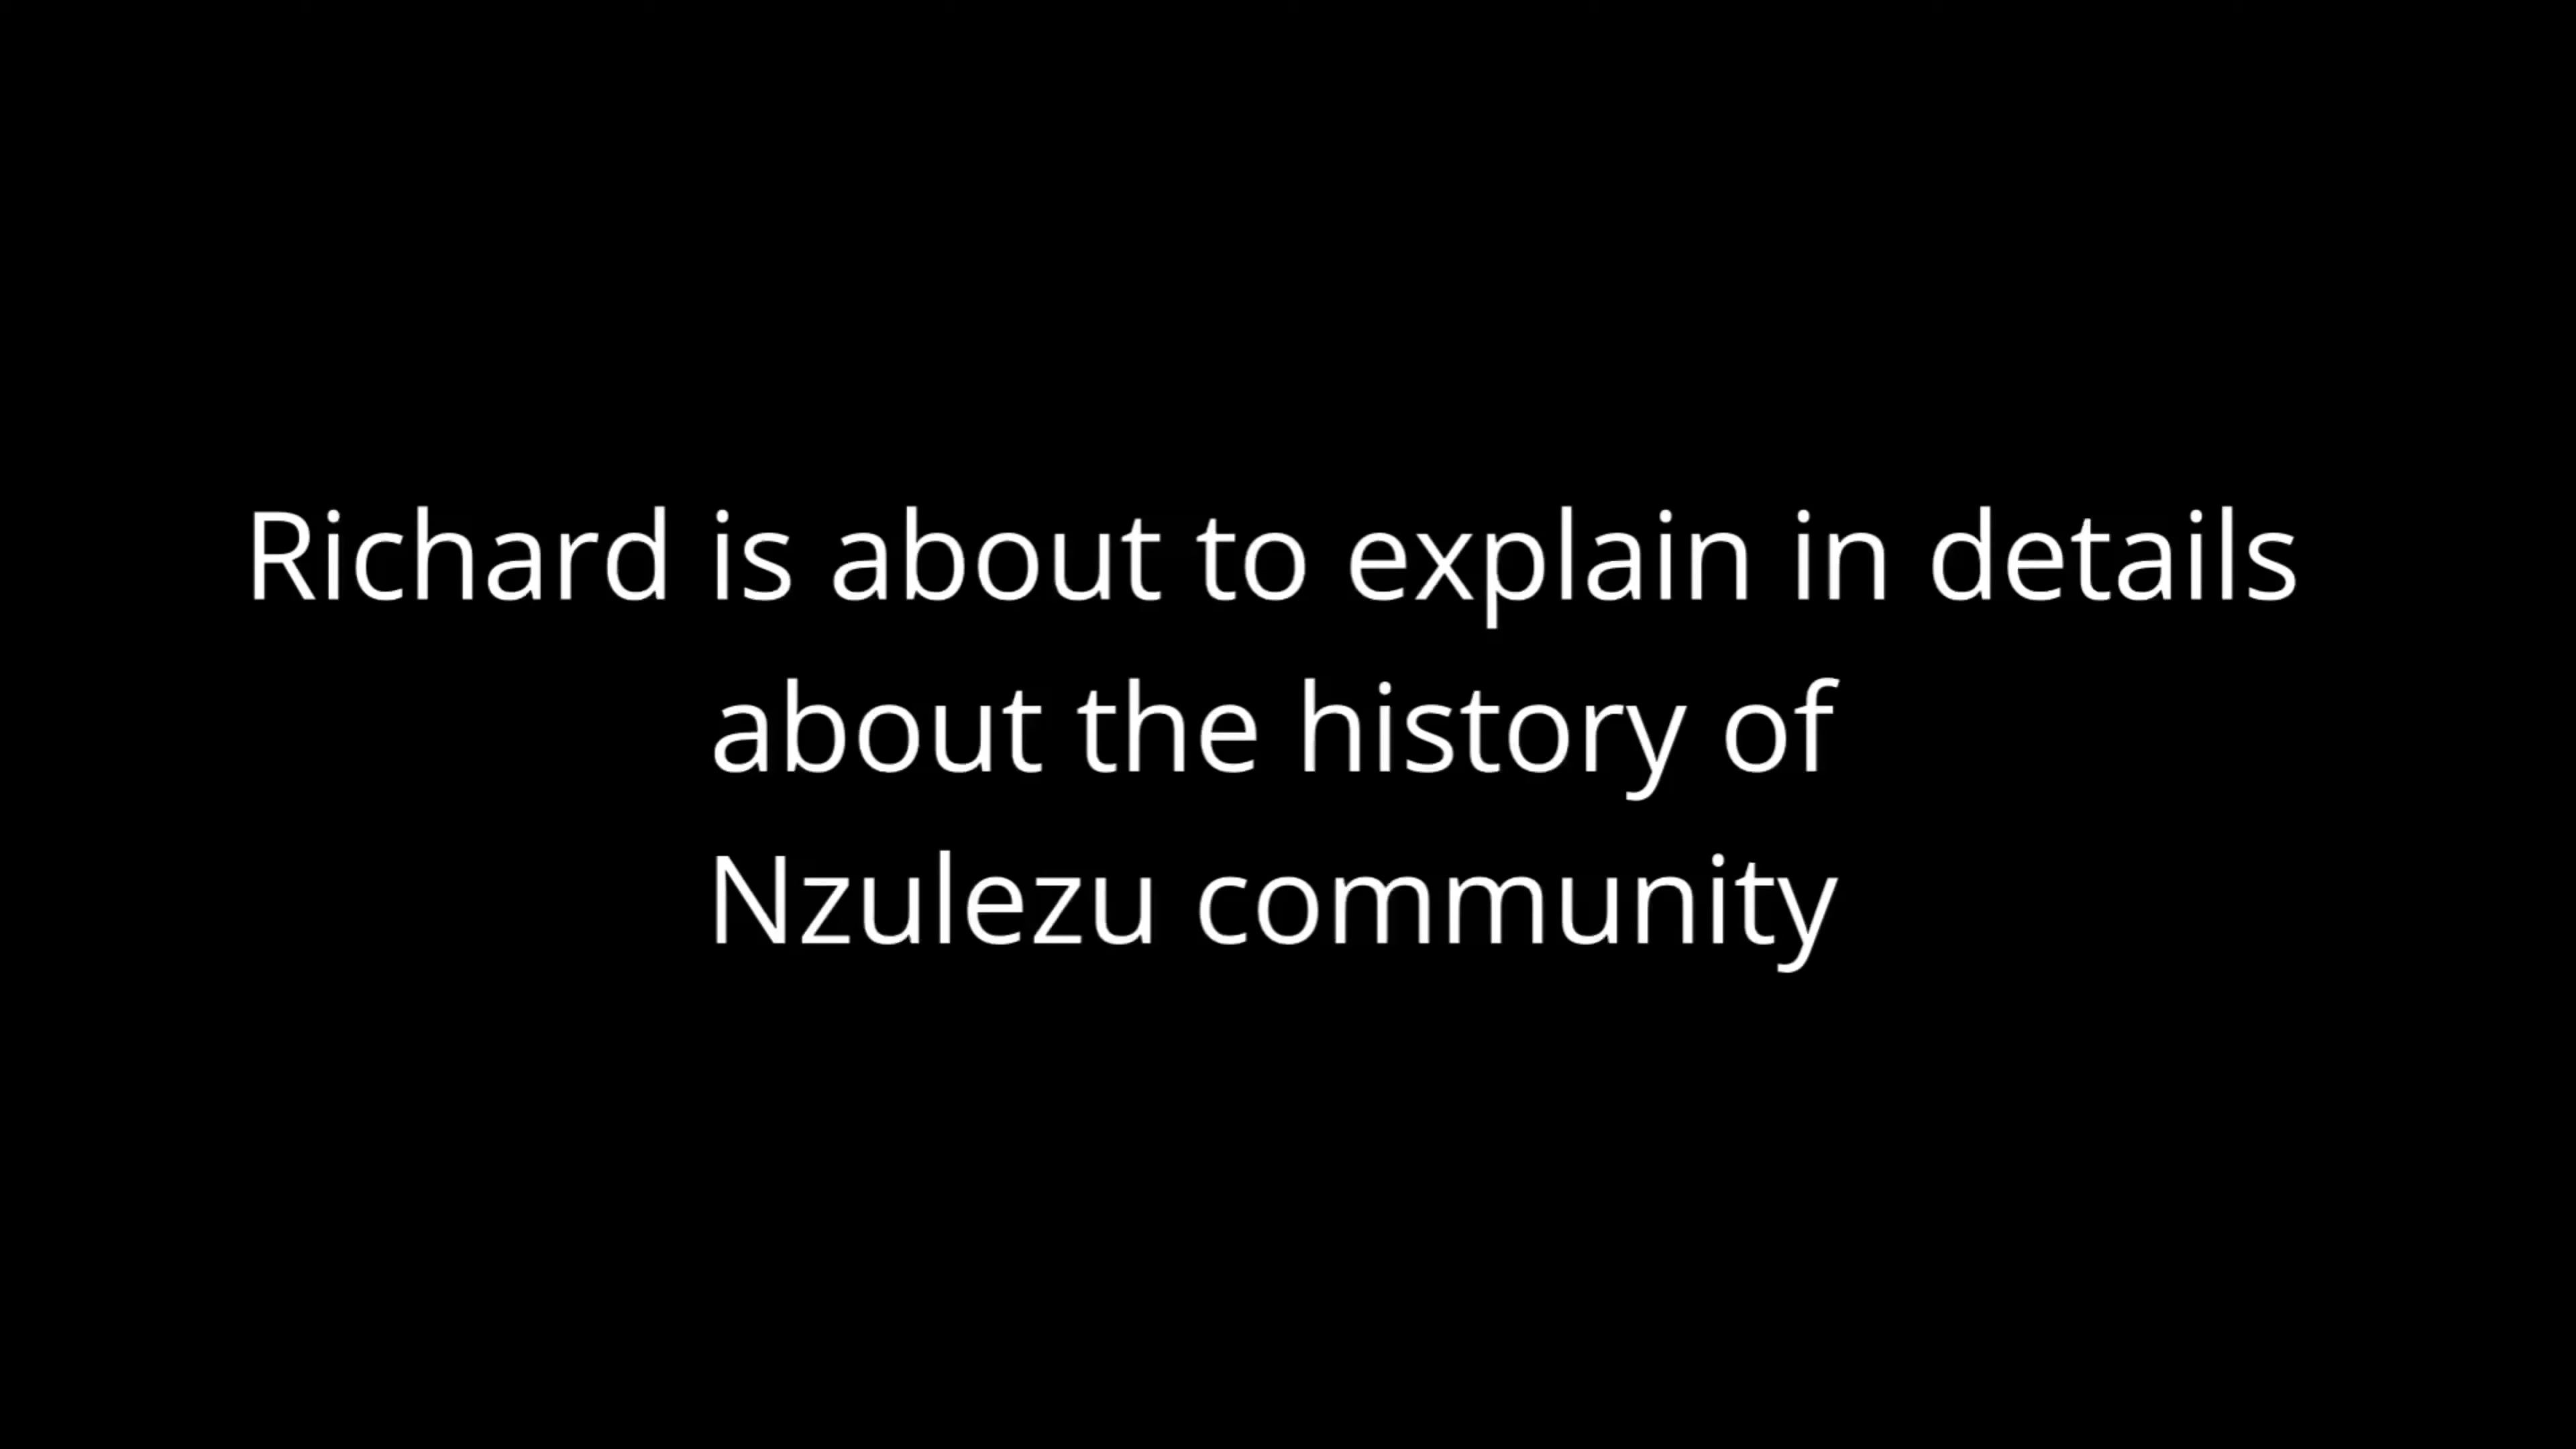 Richard is about to explain in details
about the history of
Nzulezu community